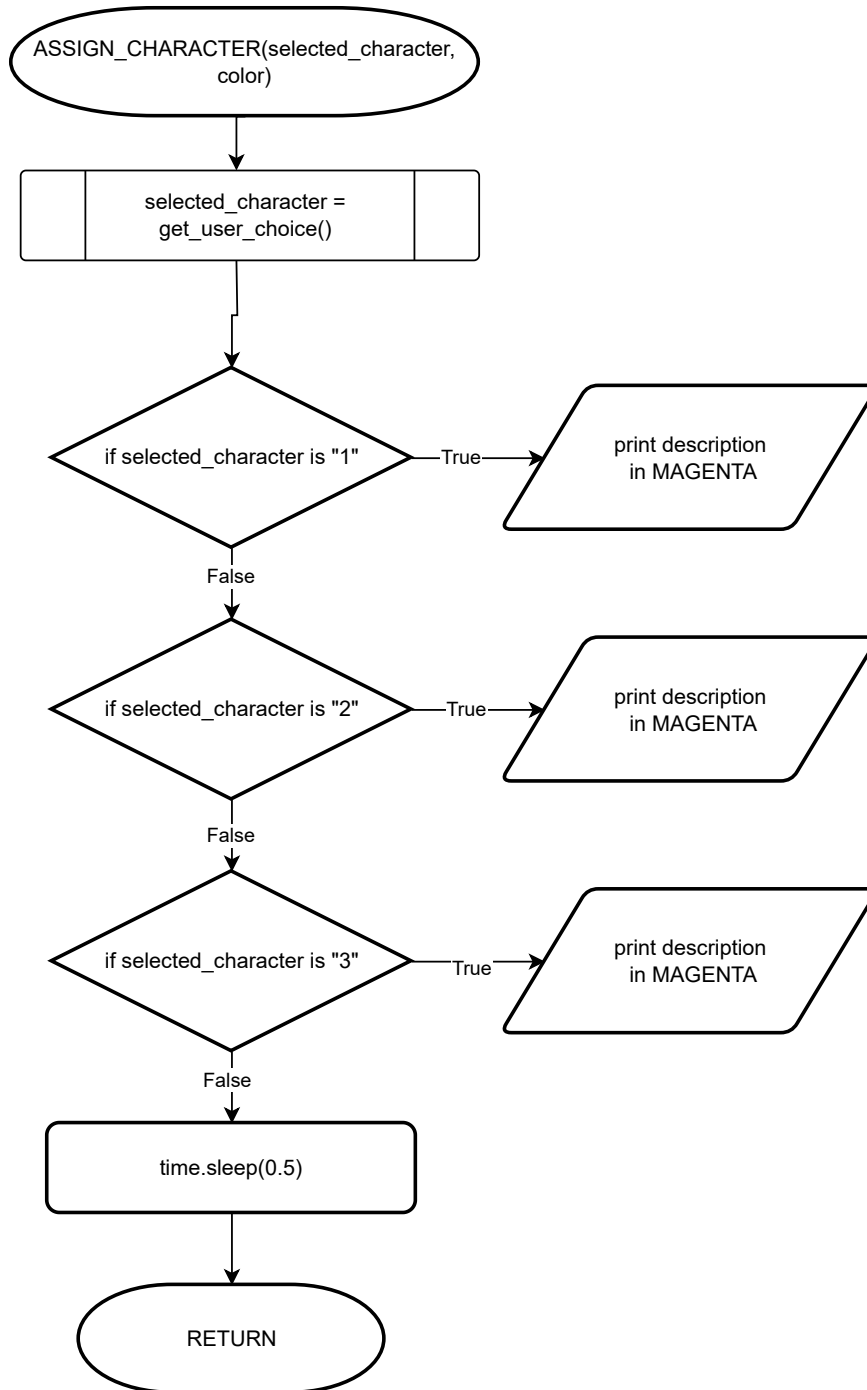 ASSIGN_CHARACTER(selected_character,
color)
selected_character =
get_user_choice()
if selected_character is "1"
True
print description
in MAGENTA
False
if selected_character is "2"
True
print description
in MAGENTA
False
if selected_character is "3"
True
print description
in MAGENTA
False
time.sleep(0.5)
RETURN